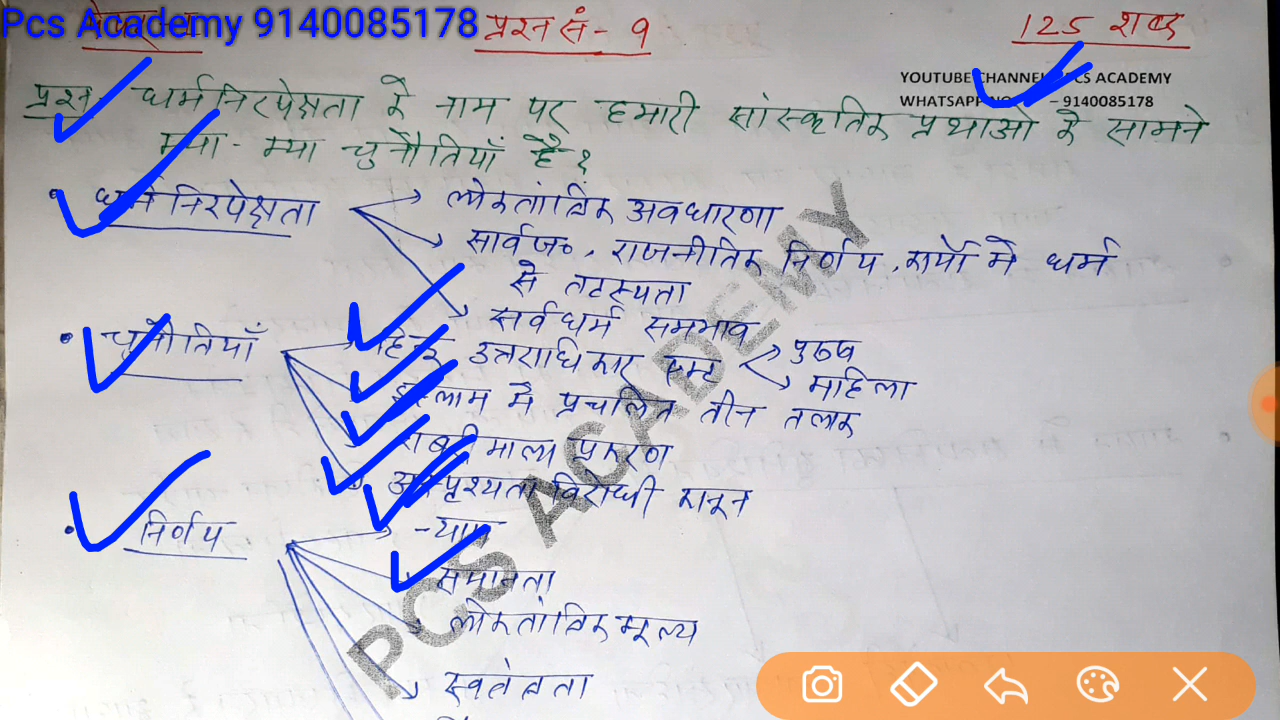 Pcs Academy 9140085178
प्रश्न सं- 9
125 शब्द
YOUTUBE CHANNEL PCS ACADEMY
WHATSAPP - 9140085178
प्रश्न धर्मनिरपेक्षता के नाम पर हमारी सांस्कृतिक प्रथाओं के सामने
क्या - क्या चुनौतियाँ है?
धर्मनिरपेक्षता
लोकतांत्रिक अवधारणा
सार्वज०, राजनीतिक निर्णय, कार्यों में धर्म
से तटस्थता
सर्वधर्म समभाव
चुनौतियाँ
हिन्दू उत्तराधिकार एक्ट
पुरुष
महिला
इस्लाम में प्रचलित तीन तलाक
सबरीमाला प्रकरण
अस्पृश्यता विरोधी कानून
निर्णय
न्याय
समानता
लोकतांत्रिक मूल्य
स्वतंत्रता
PCS ACADEMY